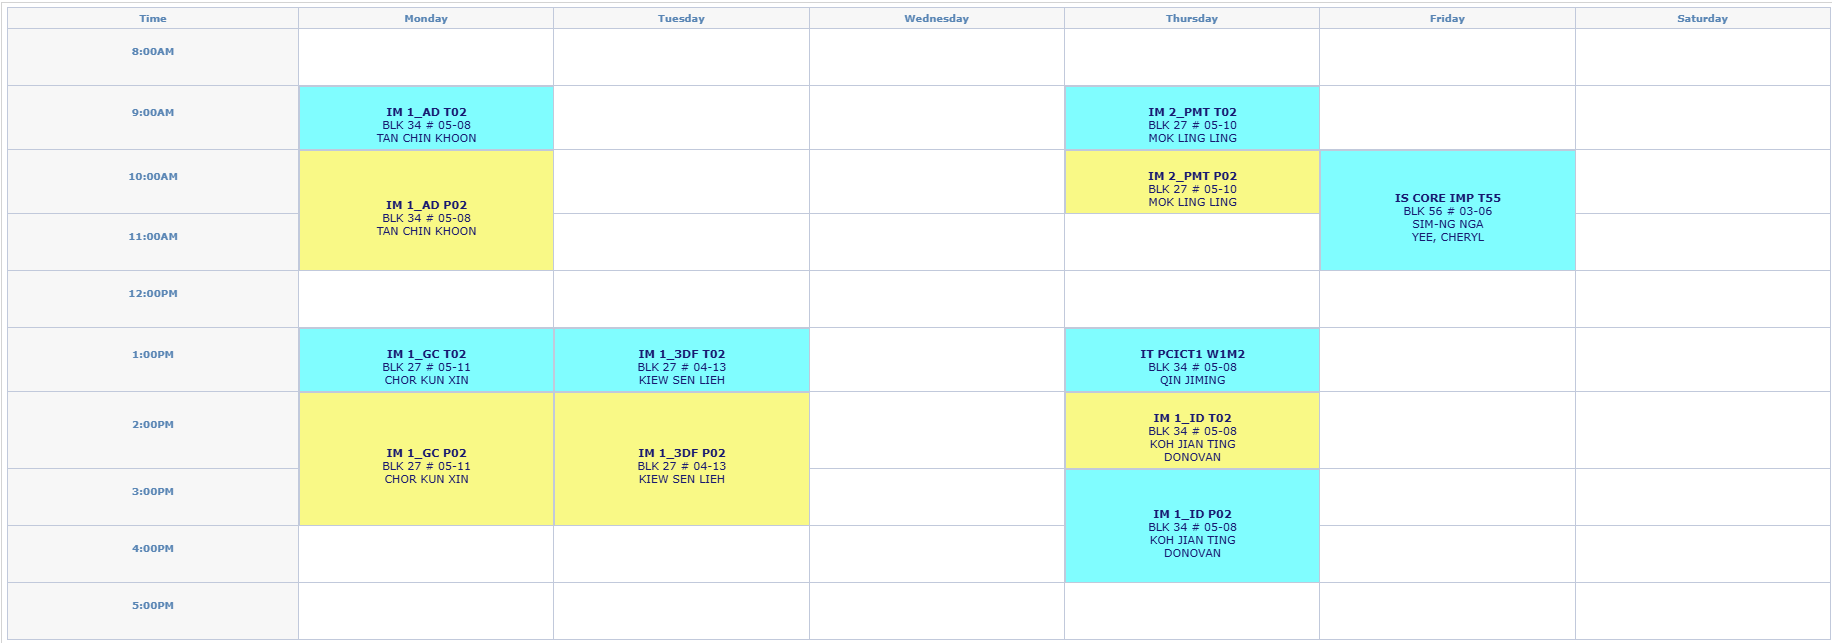 Time Monday Tuesday Wednesday Thursday Friday Saturday
8:00AM
9:00AM
IM 1_AD T02
BLK 34 # 05-08
TAN CHIN KHOON
IM 2_PMT T02
BLK 27 # 05-10
MOK LING LING
10:00AM
IM 1_AD P02
BLK 34 # 05-08
TAN CHIN KHOON
IM 2_PMT P02
BLK 27 # 05-10
MOK LING LING
IS CORE IMP T55
BLK 56 # 03-06
SIM-NG NGA
YEE, CHERYL
11:00AM
12:00PM
1:00PM
IM 1_GC T02
BLK 27 # 05-11
CHOR KUN XIN
IM 1_3DF T02
BLK 27 # 04-13
KIEW SEN LIEH
IT PCICT1 W1M2
BLK 34 # 05-08
QIN JIMING
2:00PM
IM 1_GC P02
BLK 27 # 05-11
CHOR KUN XIN
IM 1_3DF P02
BLK 27 # 04-13
KIEW SEN LIEH
IM 1_ID T02
BLK 34 # 05-08
KOH JIAN TING
DONOVAN
3:00PM
IM 1_ID P02
BLK 34 # 05-08
KOH JIAN TING
DONOVAN
4:00PM
5:00PM